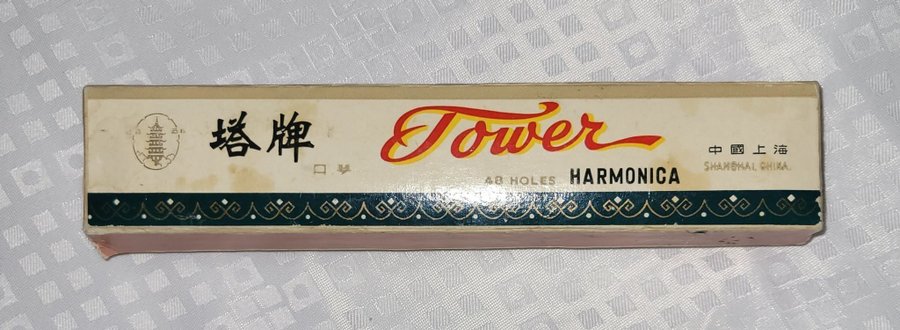 塔牌
口琴
Tower
48 HOLES HARMONICA
中國上海
SHANGHAI, CHINA.